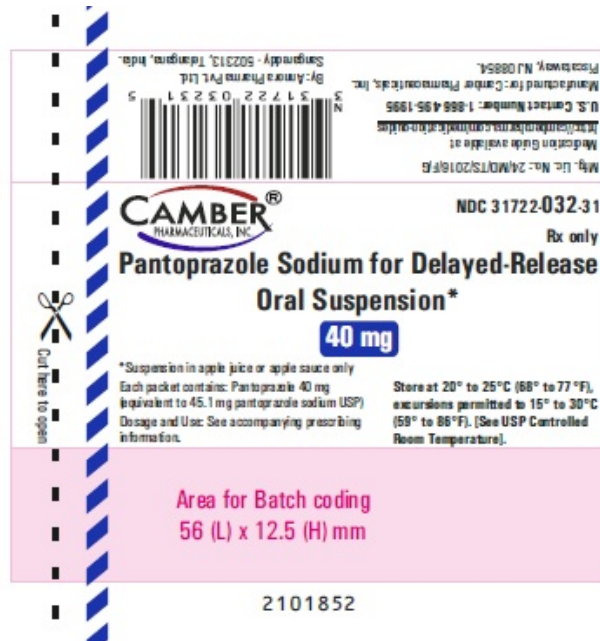 Sangareddy - 502313, Telangana, India.
By: Annora Pharma Pvt. Ltd.
3 31722 03231 5
Piscataway, NJ 08854.
Manufactured for: Camber Pharmaceuticals, Inc.
U.S. Contact Number: 1-866-495-1995
http://camberpharma.com/medication-guides
Medication Guide available at
Mfg. Lic. No.: 24/MD/TS/2016/F/G
CAMBER®
PHARMACEUTICALS, INC.
NDC 31722-032-31
Rx only
Pantoprazole Sodium for Delayed-Release
Oral Suspension*
40 mg
*Suspension in apple juice or apple sauce only
Each packet contains: Pantoprazole 40 mg
(equivalent to 45.1 mg pantoprazole sodium USP)
Dosage and Use: See accompanying prescribing
information.
Store at 20° to 25°C (68° to 77°F),
excursions permitted to 15° to 30°C
(59° to 86°F). [See USP Controlled
Room Temperature].
Cut here to open
Area for Batch coding
56 (L) x 12.5 (H) mm
2101852